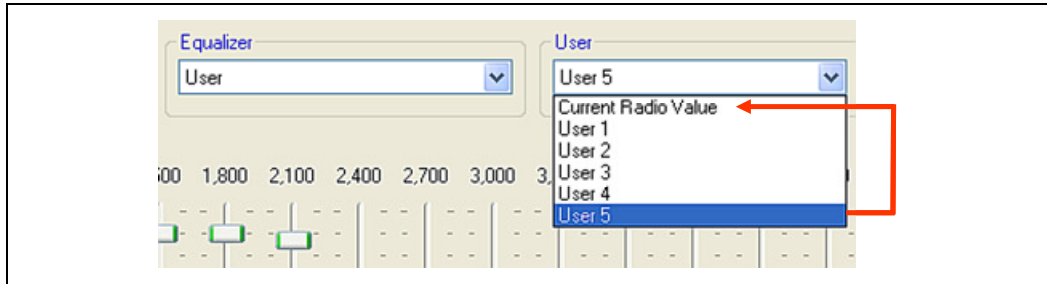 Equalizer
User
User
User 5
Current Radio Value
User 1
User 2
User 3
User 4
User 5
1,800 2,100 2,400 2,700 3,000